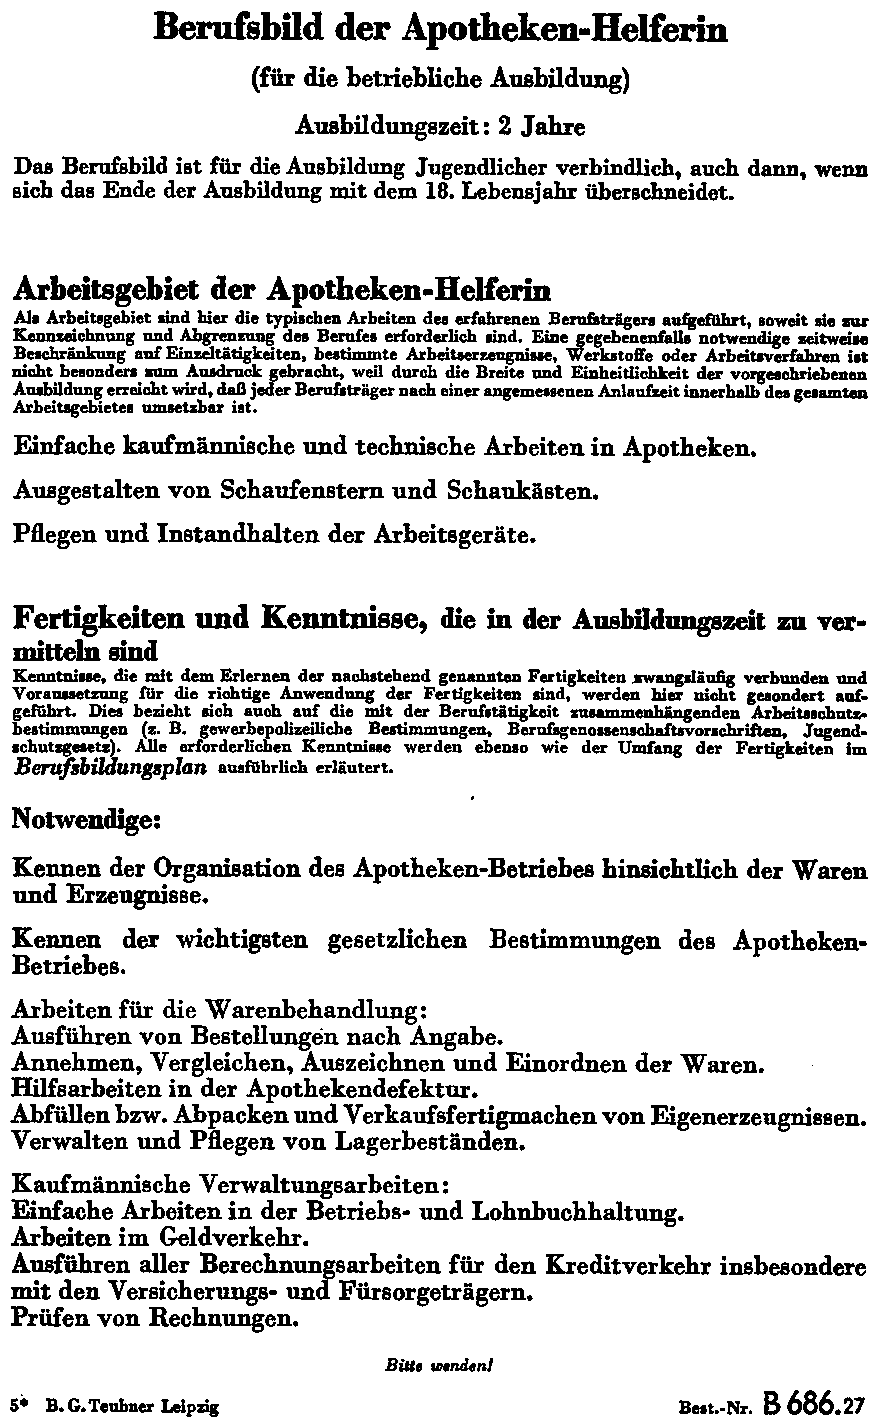 Berufsbild der Apotheken-Helferin
(für die betriebliche Ausbildung)
Ausbildungszeit: 2 Jahre
Das Berufsbild ist für die Ausbildung Jugendlicher verbindlich, auch dann, wenn
sich das Ende der Ausbildung mit dem 18. Lebensjahr überschneidet.
Arbeitsgebiet der Apotheken-Helferin
Als Arbeitsgebiet sind hier die typischen Arbeiten des erfahrenen Berufsträgers aufgeführt, soweit sie zur
Kennzeichnung und Abgrenzung des Berufes erforderlich sind. Eine gegebenenfalls notwendige zeitweise
Beschränkung auf Einzeltätigkeiten, bestimmte Arbeitserzeugnisse, Werkstoffe oder Arbeitsverfahren ist
nicht besonders zum Ausdruck gebracht, weil durch die Breite und Einheitlichkeit der vorgeschriebenen
Ausbildung erreicht wird, daß jeder Berufsträger nach einer angemessenen Anlaufzeit innerhalb des gesamten
Arbeitsgebietes umsetzbar ist.
Einfache kaufmännische und technische Arbeiten in Apotheken.
Ausgestalten von Schaufenstern und Schaukästen.
Pflegen und Instandhalten der Arbeitsgeräte.
Fertigkeiten und Kenntnisse, die in der Ausbildungszeit zu ver-
mitteln sind
Kenntnisse, die mit dem Erlernen der nachstehend genannten Fertigkeiten zwangsläufig verbunden und
Voraussetzung für die richtige Anwendung der Fertigkeiten sind, werden hier nicht gesondert auf-
geführt. Dies bezieht sich auch auf die mit der Berufstätigkeit zusammenhängenden Arbeitsschutz-
bestimmungen (z. B. gewerbepolizeiliche Bestimmungen, Berufsgenossenschaftsvorschriften, Jugend-
schutzgesetz). Alle erforderlichen Kenntnisse werden ebenso wie der Umfang der Fertigkeiten im
Berufsbildungsplan ausführlich erläutert.
Notwendige:
Kennen der Organisation des Apotheken-Betriebes hinsichtlich der Waren
und Erzeugnisse.
Kennen der wichtigsten gesetzlichen Bestimmungen des Apotheken-
Betriebes.
Arbeiten für die Warenbehandlung:
Ausführen von Bestellungen nach Angabe.
Annehmen, Vergleichen, Auszeichnen und Einordnen der Waren.
Hilfsarbeiten in der Apothekendefektur.
Abfüllen bzw. Abpacken und Verkaufsfertigmachen von Eigenerzeugnissen.
Verwalten und Pflegen von Lagerbeständen.
Kaufmännische Verwaltungsarbeiten:
Einfache Arbeiten in der Betriebs- und Lohnbuchhaltung.
Arbeiten im Geldverkehr.
Ausführen aller Berechnungsarbeiten für den Kreditverkehr insbesondere
mit den Versicherungs- und Fürsorgeträgern.
Prüfen von Rechnungen.
Bitte wenden!
5* B. G. Teubner Leipzig Best.-Nr. B 686.27